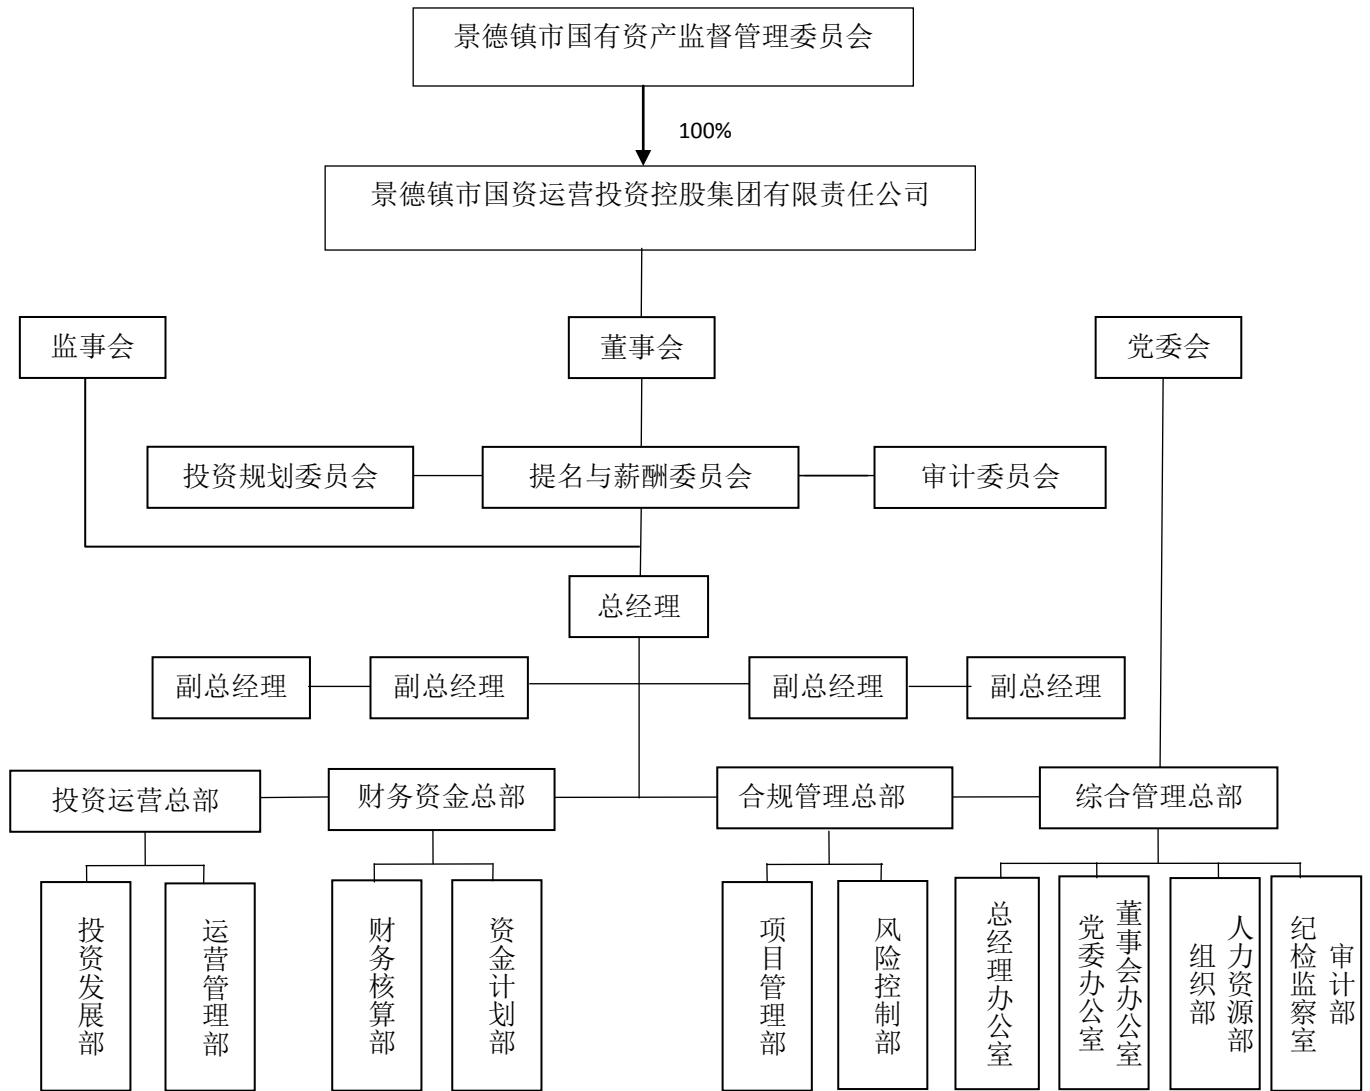 景德镇市国有资产监督管理委员会
100%
景德镇市国资运营投资控股集团有限责任公司
监事会
董事会
党委会
投资规划委员会
提名与薪酬委员会
审计委员会
总经理
副总经理
副总经理
副总经理
副总经理
投资运营总部
财务资金总部
合规管理总部
综合管理总部
投资发展部
运营管理部
财务核算部
资金计划部
项目管理部
风险控制部
总经理办公室
董事会办公室
党委办公室
人力资源部
组织部
审计部
纪检监察室